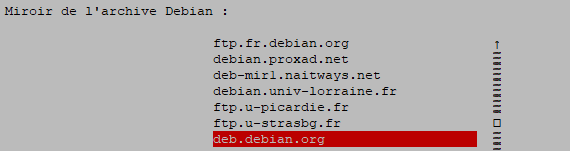 Miroir de l'archive Debian :
ftp.fr.debian.org
debian.proxad.net
deb-mir1.naitways.net
debian.univ-lorraine.fr
ftp.u-picardie.fr
ftp.u-strasbg.fr
deb.debian.org